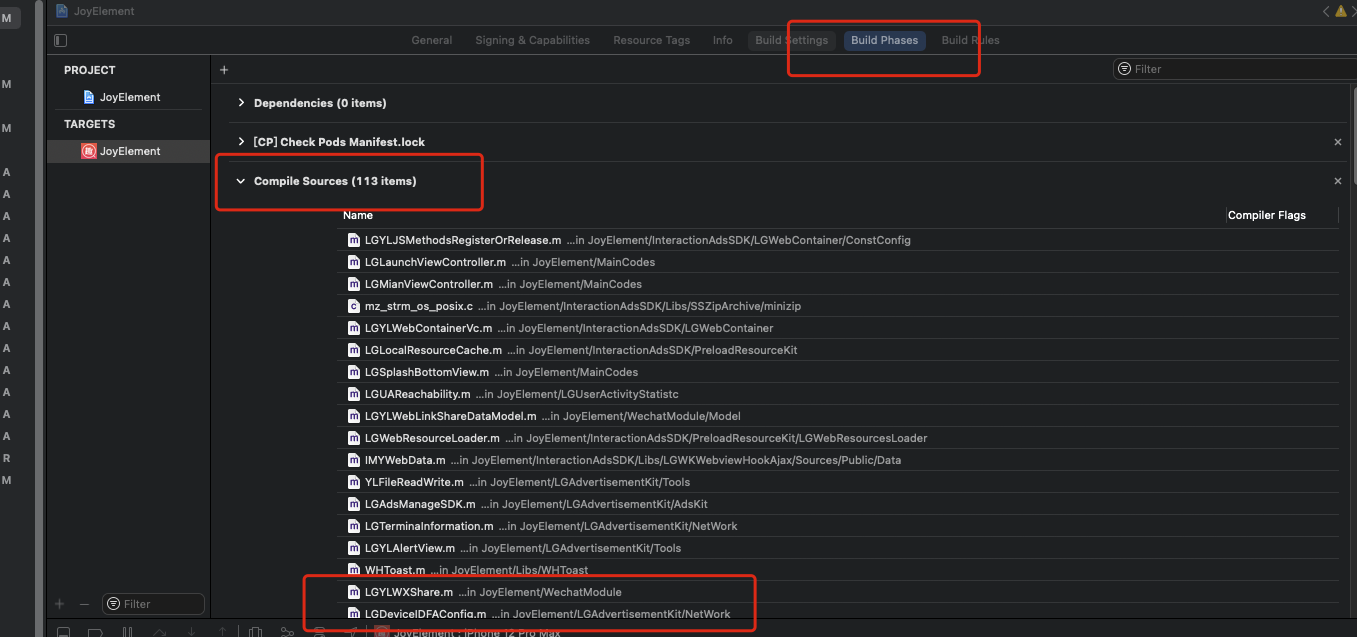 M
JoyElement
General Signing & Capabilities Resource Tags Info Build Settings Build Phases Build Rules
PROJECT
+
Filter
M
JoyElement
Dependencies (0 items)
TARGETS
M
[CP] Check Pods Manifest.lock
JoyElement
A
Compile Sources (113 items)
A
Name
Compiler Flags
A
m LGYLJSMethodsRegisterOrRelease.m ...in JoyElement/InteractionAdsSDK/LGWebContainer/ConstConfig
A
m LGLaunchViewController.m ...in JoyElement/MainCodes
A
m LGMianViewController.m ...in JoyElement/MainCodes
A
c mz_strm_os_posix.c ...in JoyElement/InteractionAdsSDK/Libs/SSZipArchive/minizip
A
m LGYLWebContainerVc.m ...in JoyElement/InteractionAdsSDK/LGWebContainer
A
m LGLocalResourceCache.m ...in JoyElement/InteractionAdsSDK/PreloadResourceKit
A
m LGSplashBottomView.m ...in JoyElement/MainCodes
A
m LGUAReachability.m ...in JoyElement/LGUserActivityStatistc
A
m LGYLWebLinkShareDataModel.m ...in JoyElement/WechatModule/Model
A
m LGWebResourceLoader.m ...in JoyElement/InteractionAdsSDK/PreloadResourceKit/LGWebResourcesLoader
A
m IMYWebData.m ...in JoyElement/InteractionAdsSDK/Libs/LGWKWebviewHookAjax/Sources/Public/Data
R
m YLFileReadWrite.m ...in JoyElement/LGAdvertisementKit/Tools
M
m LGAdsManageSDK.m ...in JoyElement/LGAdvertisementKit/AdsKit
m LGTerminaInformation.m ...in JoyElement/LGAdvertisementKit/NetWork
m LGYLAlertView.m ...in JoyElement/LGAdvertisementKit/Tools
m WHToast.m ...in JoyElement/Libs/WHToast
m LGYLWXShare.m ...in JoyElement/WechatModule
+ − Filter
m LGDeviceIDFAConfig.m ...in JoyElement/LGAdvertisementKit/NetWork
JoyElement : iPhone 12 Pro Max